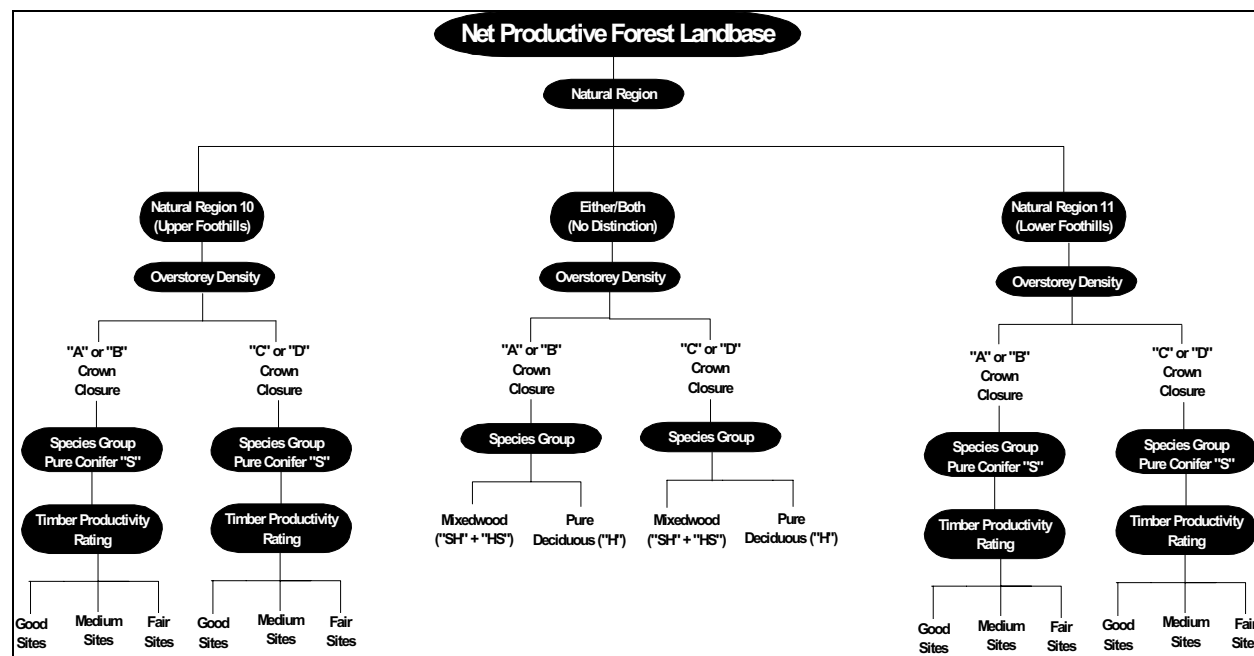 Net Productive Forest Landbase
Natural Region
Natural Region 10
(Upper Foothills)
Overstorey Density
"A" or "B"
Crown
Closure
Species Group
Pure Conifer "S"
Timber Productivity
Rating
Good
Sites
Medium
Sites
Fair
Sites
"C" or "D"
Crown
Closure
Species Group
Pure Conifer "S"
Timber Productivity
Rating
Good
Sites
Medium
Sites
Fair
Sites
Either/Both
(No Distinction)
Overstorey Density
"A" or "B"
Crown
Closure
Species Group
Mixedwood
("SH" + "HS")
Pure
Deciduous ("H")
"C" or "D"
Crown
Closure
Species Group
Mixedwood
("SH" + "HS")
Pure
Deciduous ("H")
Natural Region 11
(Lower Foothills)
Overstorey Density
"A" or "B"
Crown
Closure
Species Group
Pure Conifer "S"
Timber Productivity
Rating
Good
Sites
Medium
Sites
Fair
Sites
"C" or "D"
Crown
Closure
Species Group
Pure Conifer "S"
Timber Productivity
Rating
Good
Sites
Medium
Sites
Fair
Sites